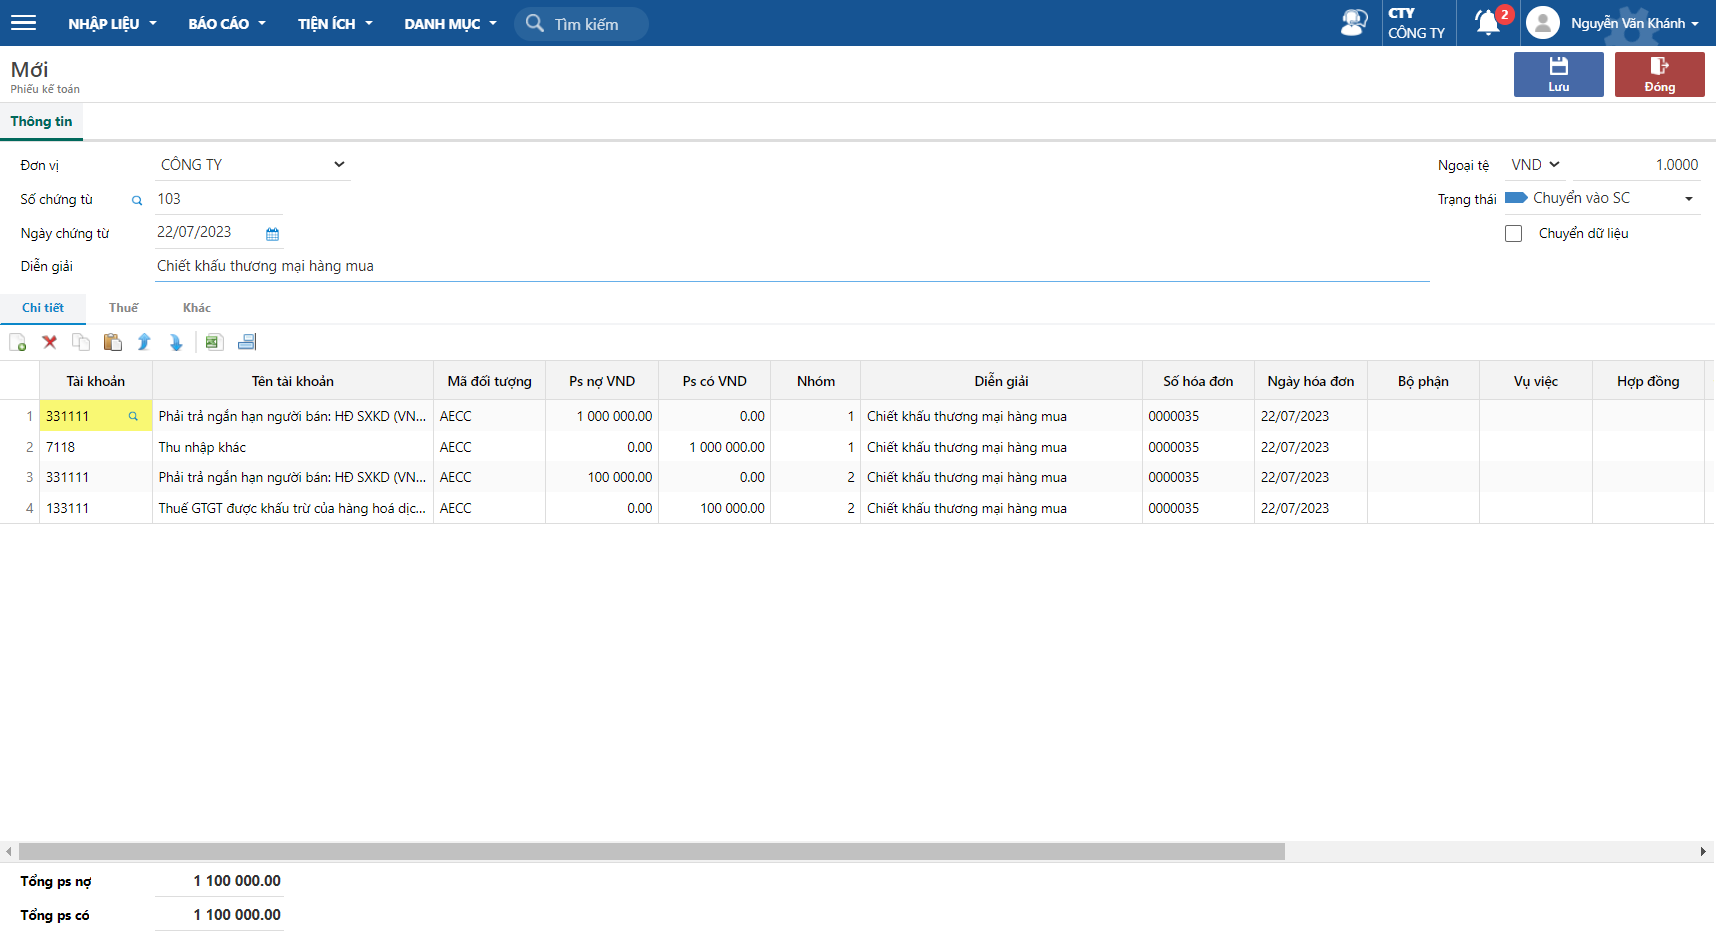 NHẬP LIỆU BÁO CÁO TIỆN ÍCH DANH MỤC Tìm kiếm CTY CÔNG TY 2 Nguyễn Văn Khánh
Mới
Phiếu kế toán
Lưu Đóng
Thông tin
Đơn vị CÔNG TY Ngoại tệ VND 1.0000
Số chứng từ 103 Trạng thái Chuyển vào SC
Ngày chứng từ 22/07/2023 Chuyển dữ liệu
Diễn giải Chiết khấu thương mại hàng mua
Chi tiết Thuế Khác
Tài khoản Tên tài khoản Mã đối tượng Ps nợ VND Ps có VND Nhóm Diễn giải Số hóa đơn Ngày hóa đơn Bộ phận Vụ việc Hợp đồng
1 331111 Phải trả ngắn hạn người bán: HĐ SXKD (VN... AECC 1 000 000.00 0.00 1 Chiết khấu thương mại hàng mua 0000035 22/07/2023
2 7118 Thu nhập khác AECC 0.00 1 000 000.00 1 Chiết khấu thương mại hàng mua 0000035 22/07/2023
3 331111 Phải trả ngắn hạn người bán: HĐ SXKD (VN... AECC 100 000.00 0.00 2 Chiết khấu thương mại hàng mua 0000035 22/07/2023
4 133111 Thuế GTGT được khấu trừ của hàng hoá dịc... AECC 0.00 100 000.00 2 Chiết khấu thương mại hàng mua 0000035 22/07/2023
Tổng ps nợ 1 100 000.00
Tổng ps có 1 100 000.00